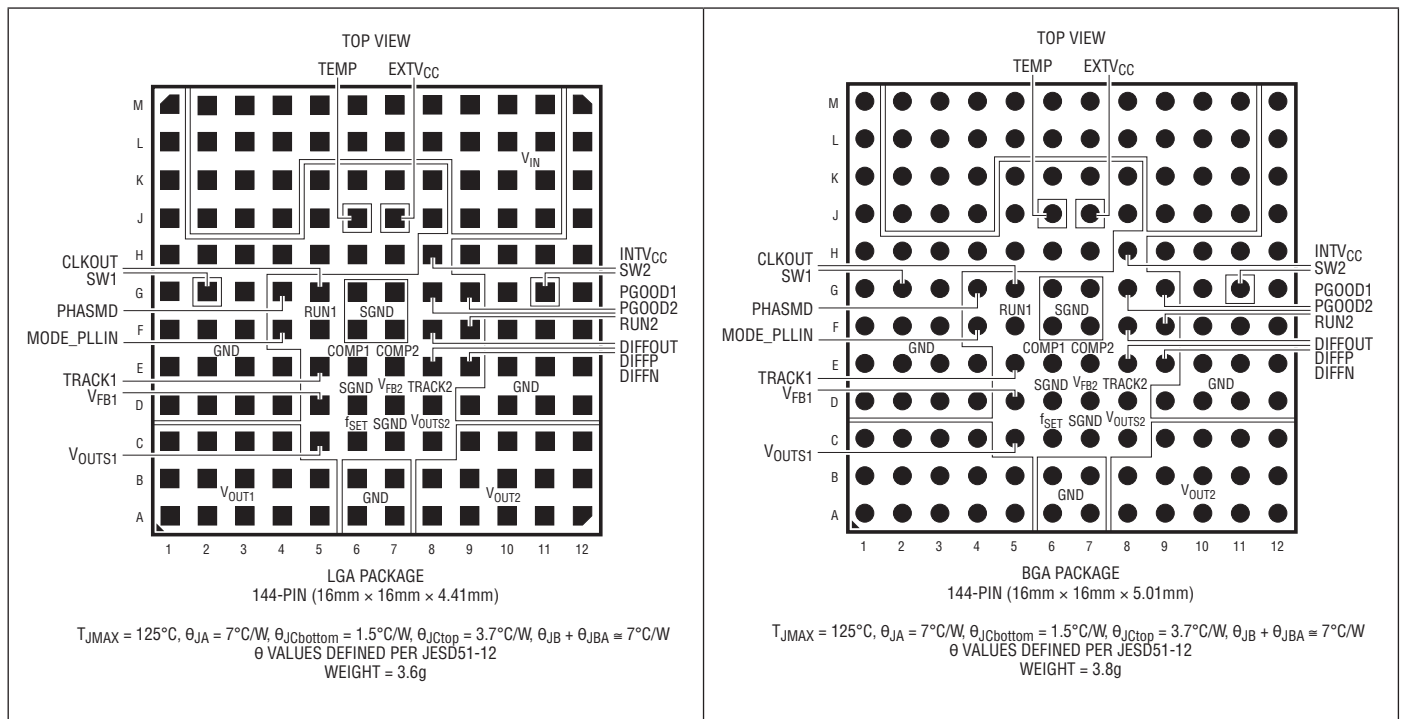 TOP VIEW
TEMP EXTVCC
M
L
VIN
K
J
H
CLKOUT
SW1
INTVCC
SW2
G
PHASMD
RUN1 SGND
PGOOD1
PGOOD2
RUN2
F
MODE_PLLIN
GND COMP1 COMP2
DIFFOUT
DIFFP
DIFFN
E
TRACK1
VFB1
SGND VFB2 TRACK2 GND
D
fSET SGND VOUTS2
C
VOUTS1
B
VOUT1 GND VOUT2
A
1 2 3 4 5 6 7 8 9 10 11 12
LGA PACKAGE
144-PIN (16mm × 16mm × 4.41mm)
TJMAX = 125°C, θJA = 7°C/W, θJCbottom = 1.5°C/W, θJCtop = 3.7°C/W, θJB + θJBA ≅ 7°C/W
θ VALUES DEFINED PER JESD51-12
WEIGHT = 3.6g
TOP VIEW
TEMP EXTVCC
M
L
K
J
H
CLKOUT
SW1
INTVCC
SW2
G
PHASMD
RUN1 SGND
PGOOD1
PGOOD2
RUN2
F
MODE_PLLIN
GND COMP1 COMP2
DIFFOUT
DIFFP
DIFFN
E
TRACK1
VFB1
SGND VFB2 TRACK2 GND
D
fSET SGND VOUTS2
C
VOUTS1
B
GND VOUT2
A
1 2 3 4 5 6 7 8 9 10 11 12
BGA PACKAGE
144-PIN (16mm × 16mm × 5.01mm)
TJMAX = 125°C, θJA = 7°C/W, θJCbottom = 1.5°C/W, θJCtop = 3.7°C/W, θJB + θJBA ≅ 7°C/W
θ VALUES DEFINED PER JESD51-12
WEIGHT = 3.8g